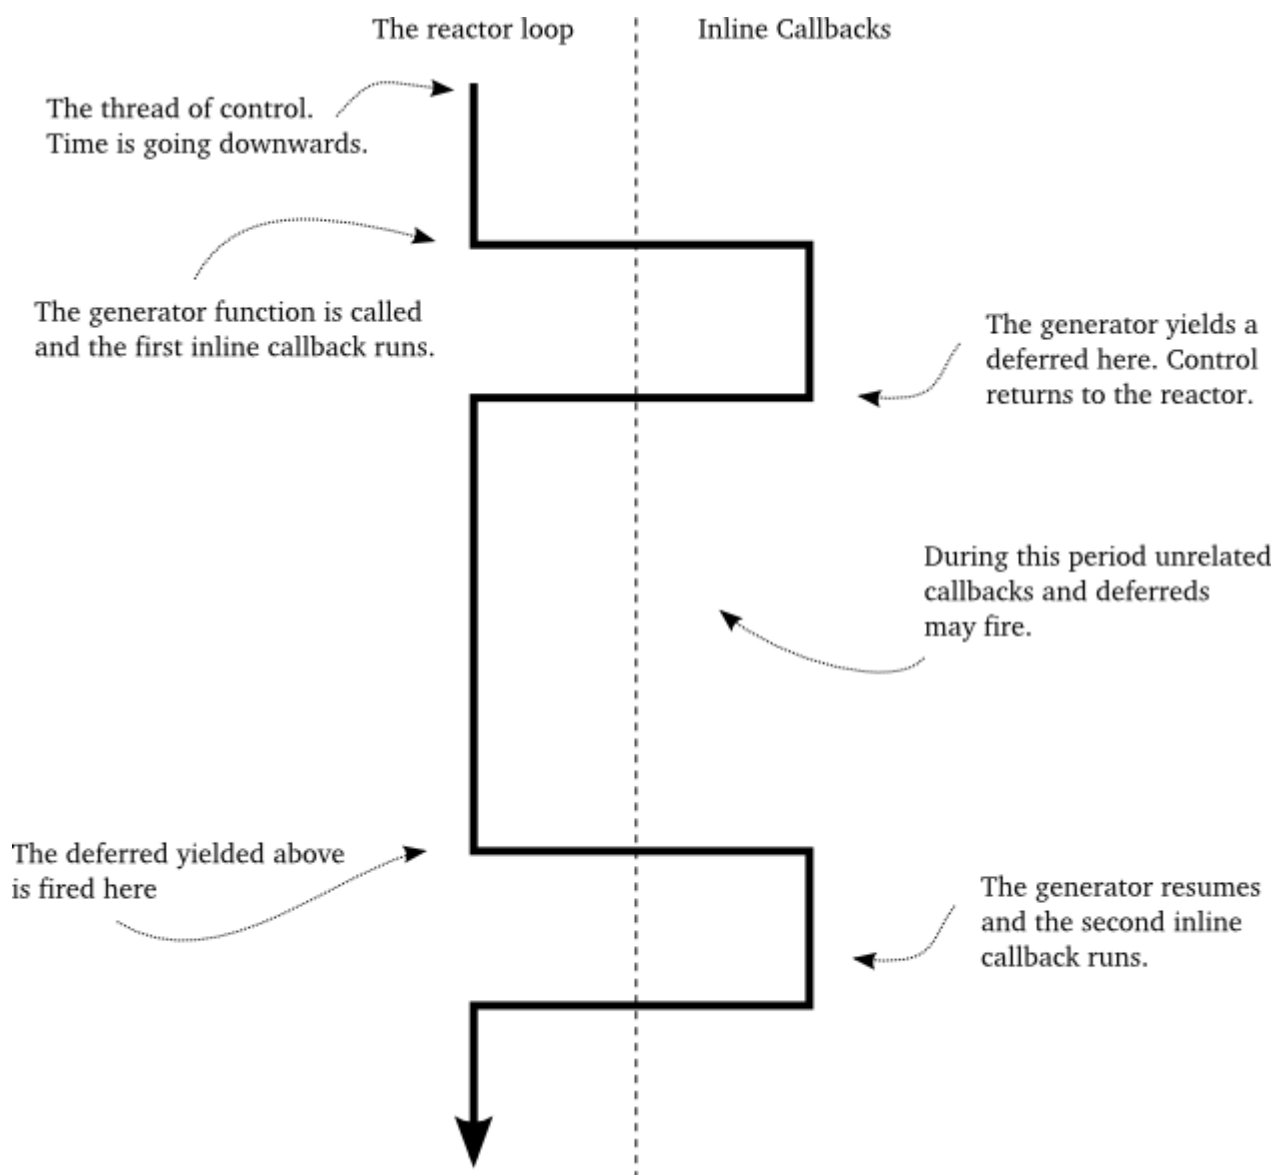 The reactor loop
Inline Callbacks
The thread of control.
Time is going downwards.
The generator function is called
and the first inline callback runs.
The generator yields a
deferred here. Control
returns to the reactor.
During this period unrelated
callbacks and deferreds
may fire.
The deferred yielded above
is fired here
The generator resumes
and the second inline
callback runs.